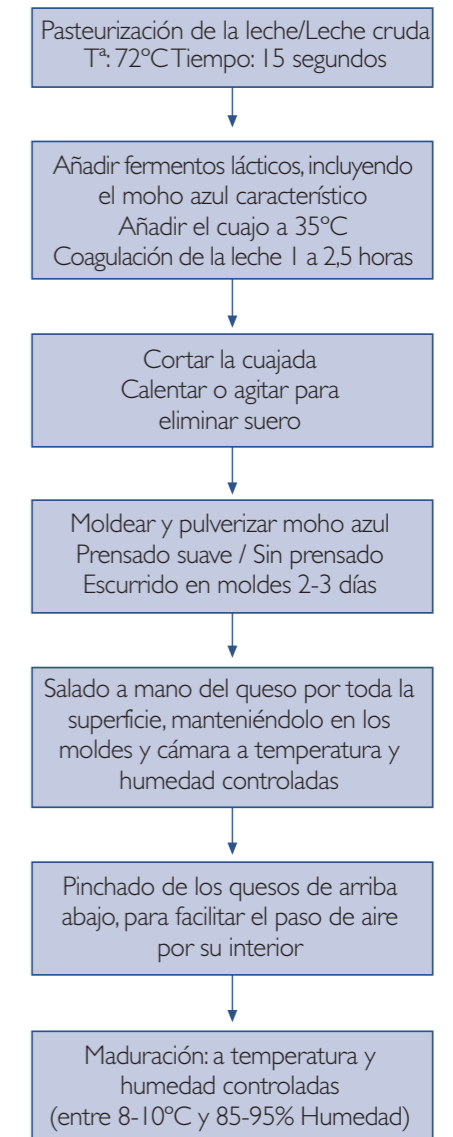 Pasteurización de la leche/Leche cruda
Tª: 72ºC Tiempo: 15 segundos
Añadir fermentos lácticos, incluyendo
el moho azul característico
Añadir el cuajo a 35ºC
Coagulación de la leche 1 a 2,5 horas
Cortar la cuajada
Calentar o agitar para
eliminar suero
Moldear y pulverizar moho azul
Prensado suave / Sin prensado
Escurrido en moldes 2-3 días
Salado a mano del queso por toda la
superficie, manteniéndolo en los
moldes y cámara a temperatura y
humedad controladas
Pinchado de los quesos de arriba
abajo, para facilitar el paso de aire
por su interior
Maduración: a temperatura y
humedad controladas
(entre 8-10ºC y 85-95% Humedad)